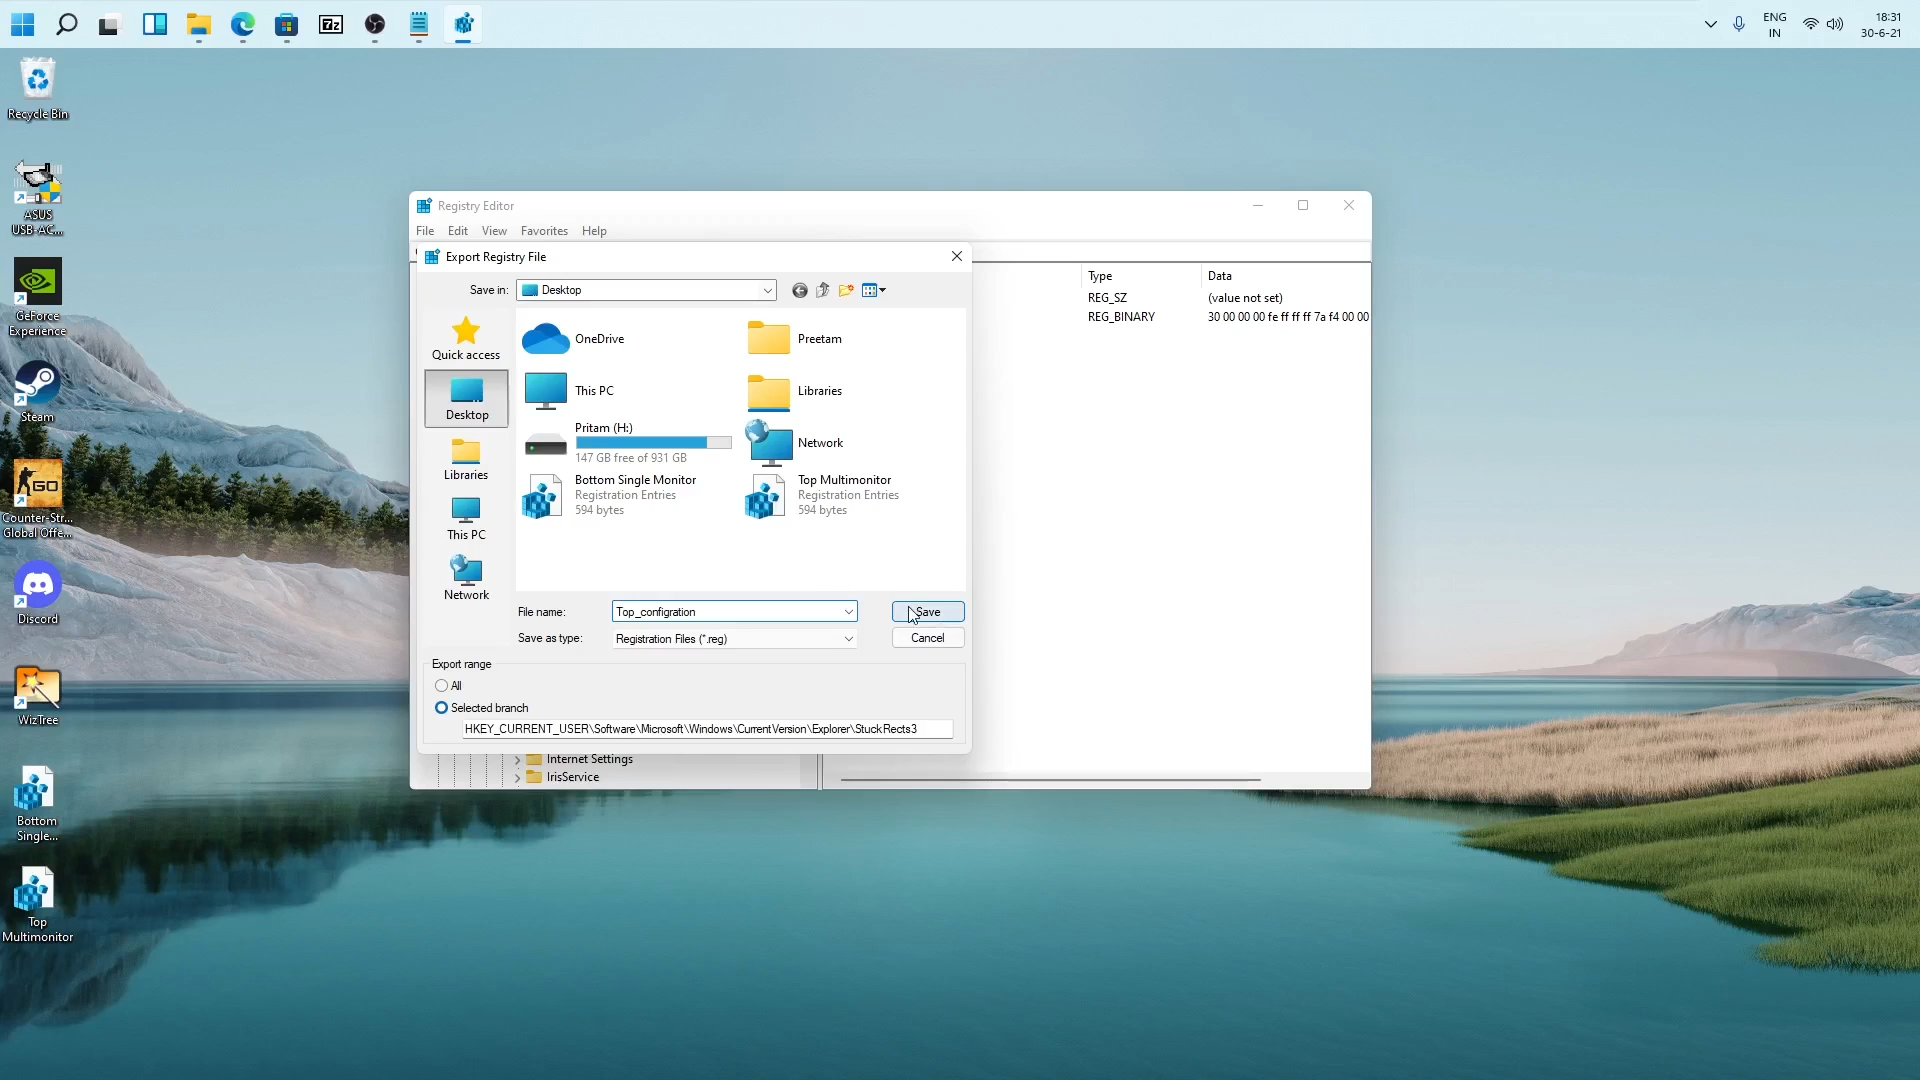 ENG
IN
18:31
30-6-21
7z
Recycle Bin
ASUS
USB-AC...
GeForce
Experience
Steam
GO
Counter-Str...
Global Offe...
Discord
WizTree
Bottom
Single...
Top
Multimonitor
Registry Editor
File Edit View Favorites Help
Export Registry File
Save in: Desktop
Quick access
Desktop
Libraries
This PC
Network
OneDrive
Preetam
This PC
Libraries
Pritam (H:)
147 GB free of 931 GB
Network
Bottom Single Monitor
Registration Entries
594 bytes
Top Multimonitor
Registration Entries
594 bytes
File name: Top_configration
Save
Save as type: Registration Files (*.reg)
Cancel
Export range
All
Selected branch
HKEY_CURRENT_USER\Software\Microsoft\Windows\CurrentVersion\Explorer\StuckRects3
Type Data
REG_SZ (value not set)
REG_BINARY 30 00 00 00 fe ff ff ff 7a f4 00 00
Internet Settings
IrisService